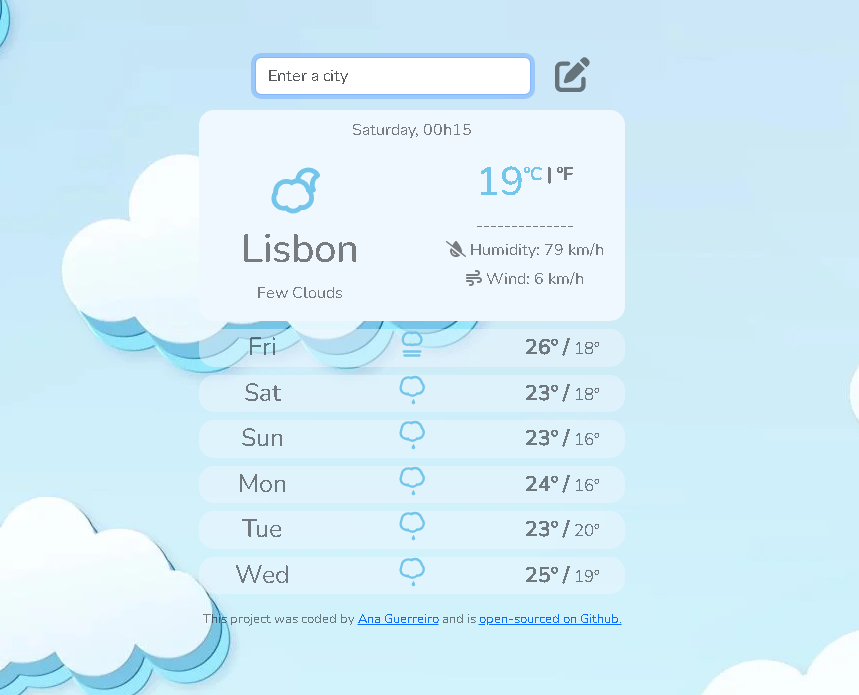 Enter a city
Saturday, 00h15
19°C | °F
--------------
Lisbon
Humidity: 79 km/h
Wind: 6 km/h
Few Clouds
Fri 26° / 18°
Sat 23° / 18°
Sun 23° / 16°
Mon 24° / 16°
Tue 23° / 20°
Wed 25° / 19°
This project was coded by Ana Guerreiro and is open-sourced on Github.